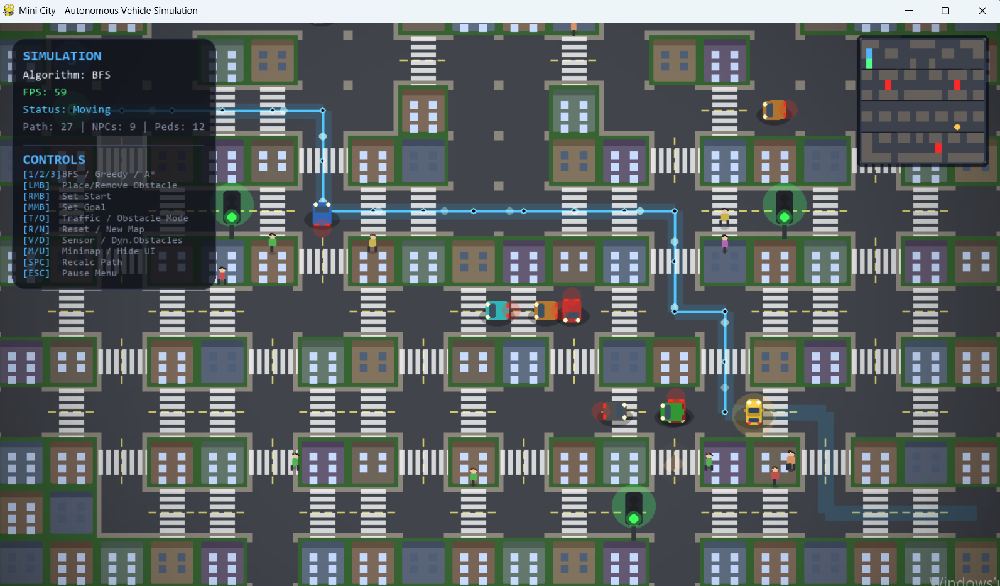 Mini City - Autonomous Vehicle Simulation
SIMULATION
Algorithm: BFS
FPS: 59
Status: Moving
Path: 27 | NPCs: 9 | Peds: 12
CONTROLS
[1/2/3]BFS / Greedy / A*
[LMB] Place/Remove Obstacle
[RMB] Set Start
[MMB] Set Goal
[T/O] Traffic / Obstacle Mode
[R/N] Reset / New Map
[V/D] Sensor / Dyn.Obstacles
[M/U] Minimap / Hide UI
[SPC] Recalc Path
[ESC] Pause Menu